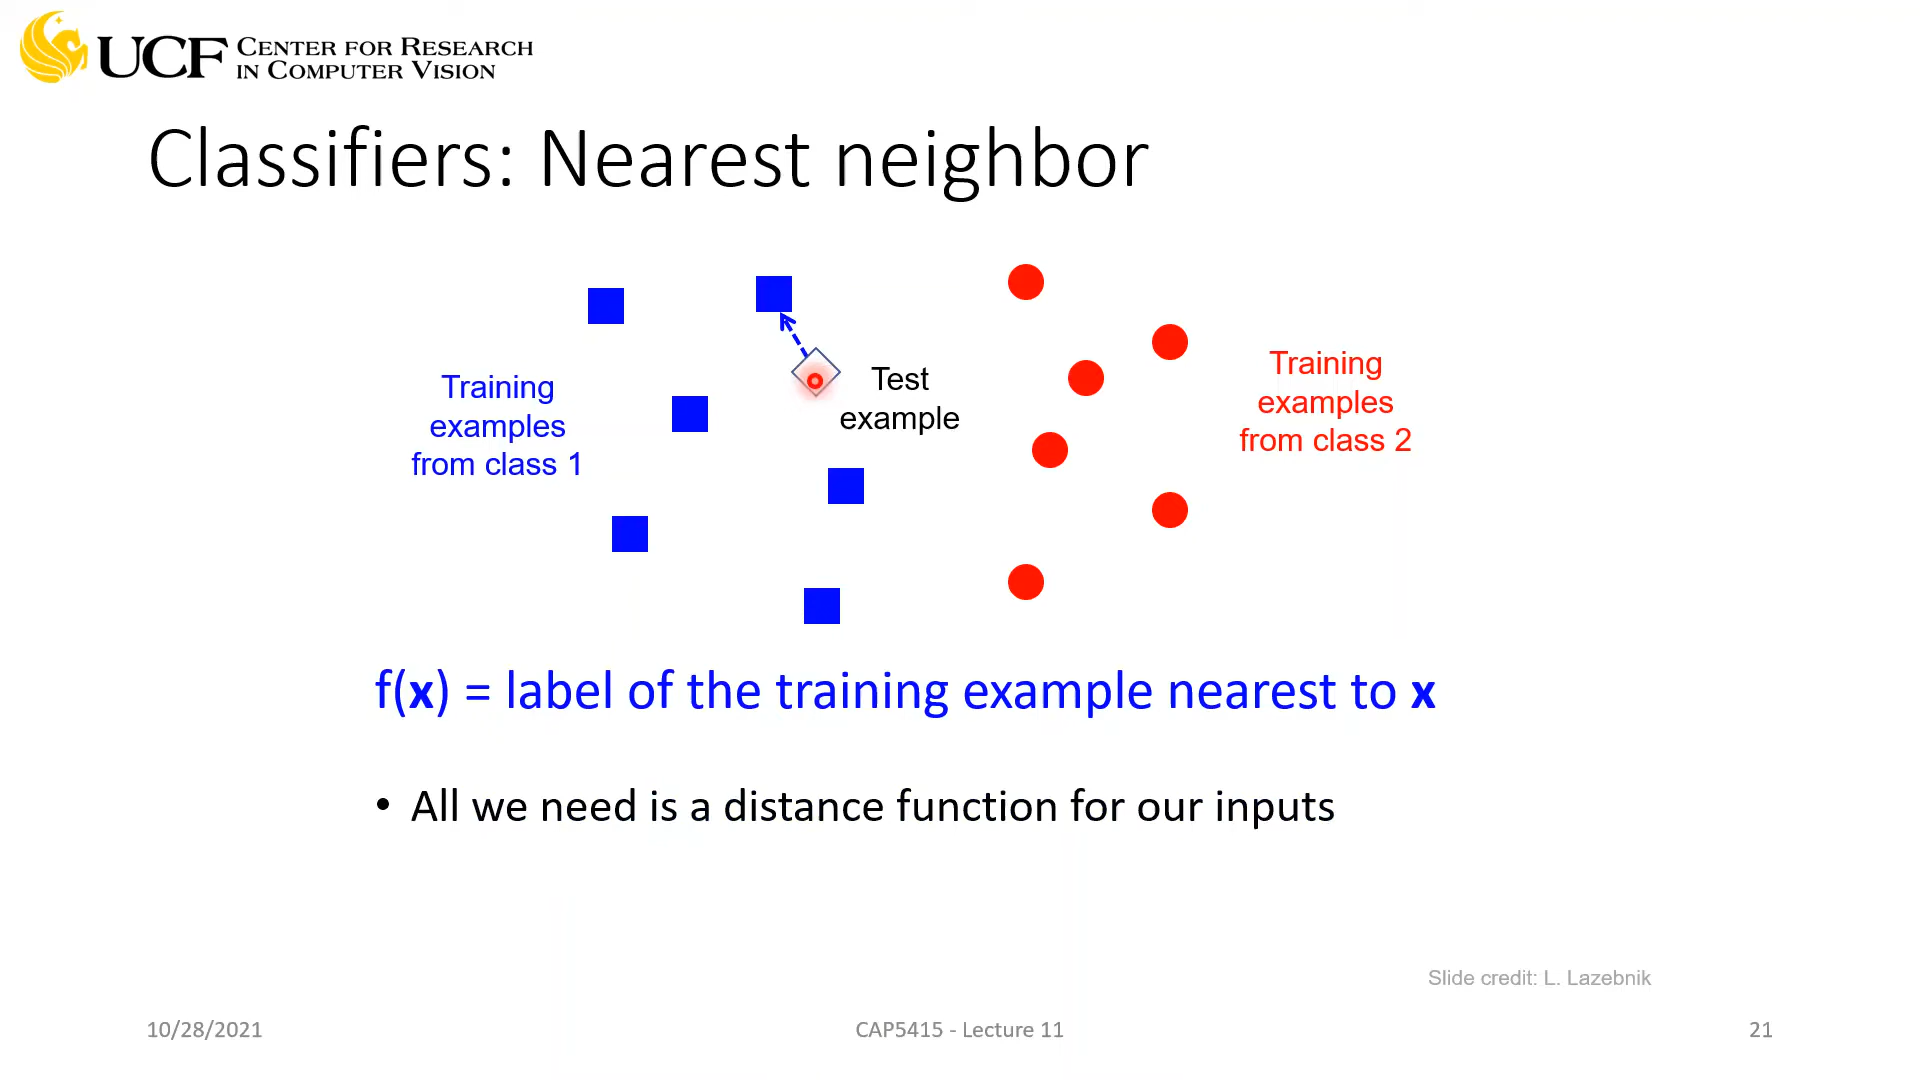 UCF CENTER FOR RESEARCH
IN COMPUTER VISION
Classifiers: Nearest neighbor
Training
examples
from class 1
Test
example
Training
examples
from class 2
f(x) = label of the training example nearest to x
• All we need is a distance function for our inputs
Slide credit: L. Lazebnik
10/28/2021
CAP5415 - Lecture 11
21